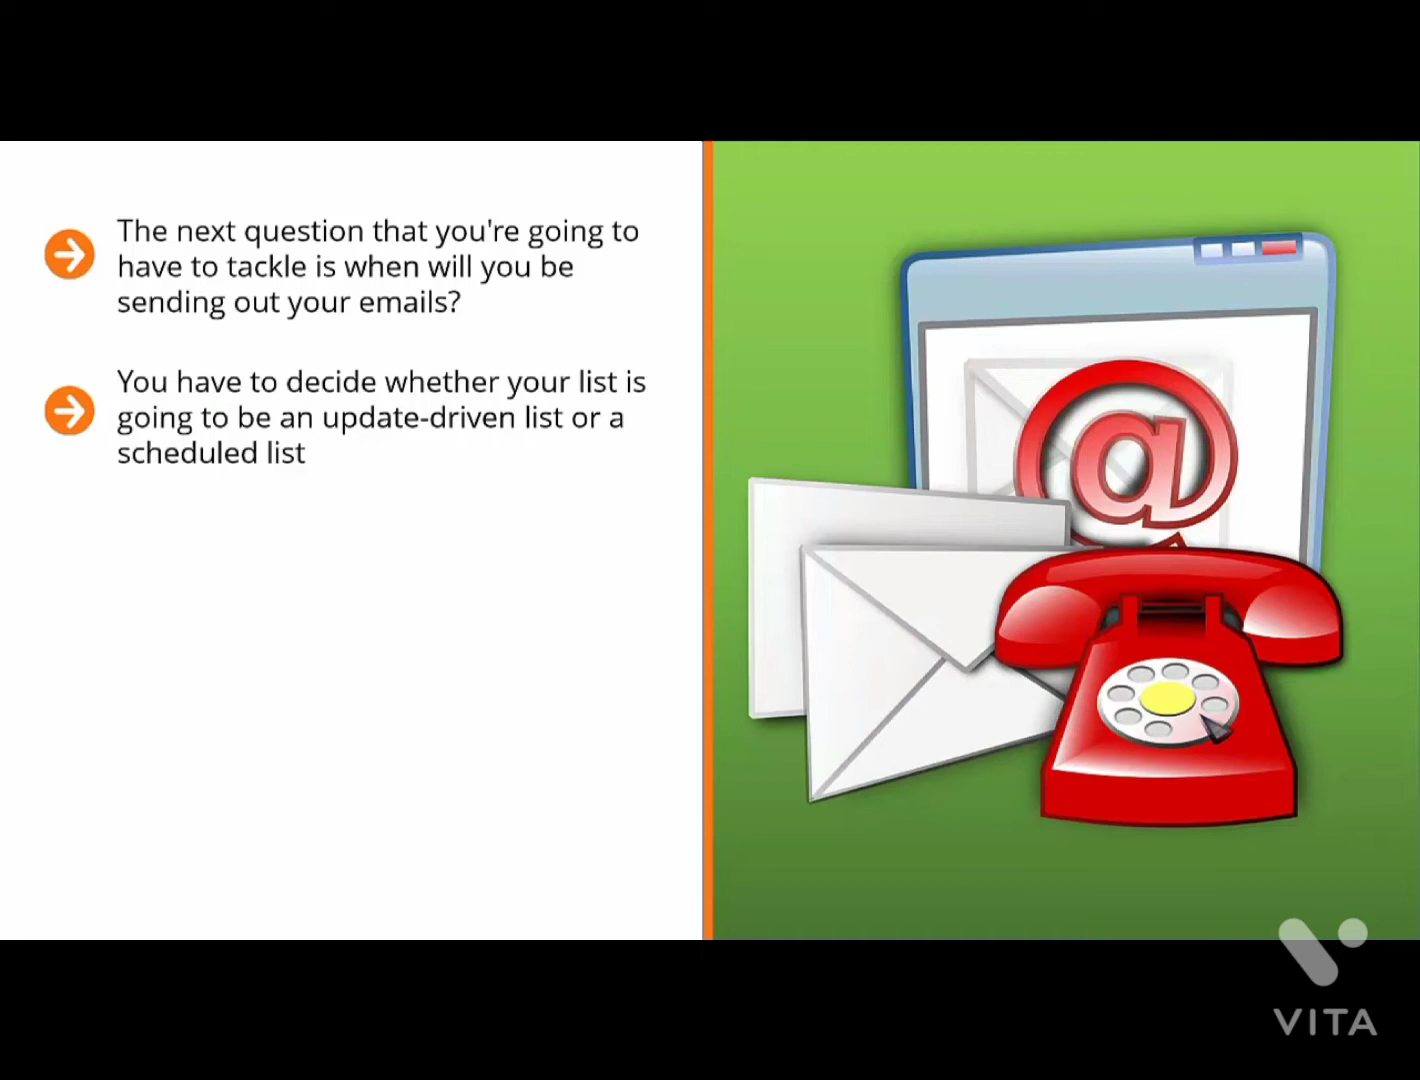 The next question that you're going to
have to tackle is when will you be
sending out your emails?
You have to decide whether your list is
going to be an update-driven list or a
scheduled list
@
VITA